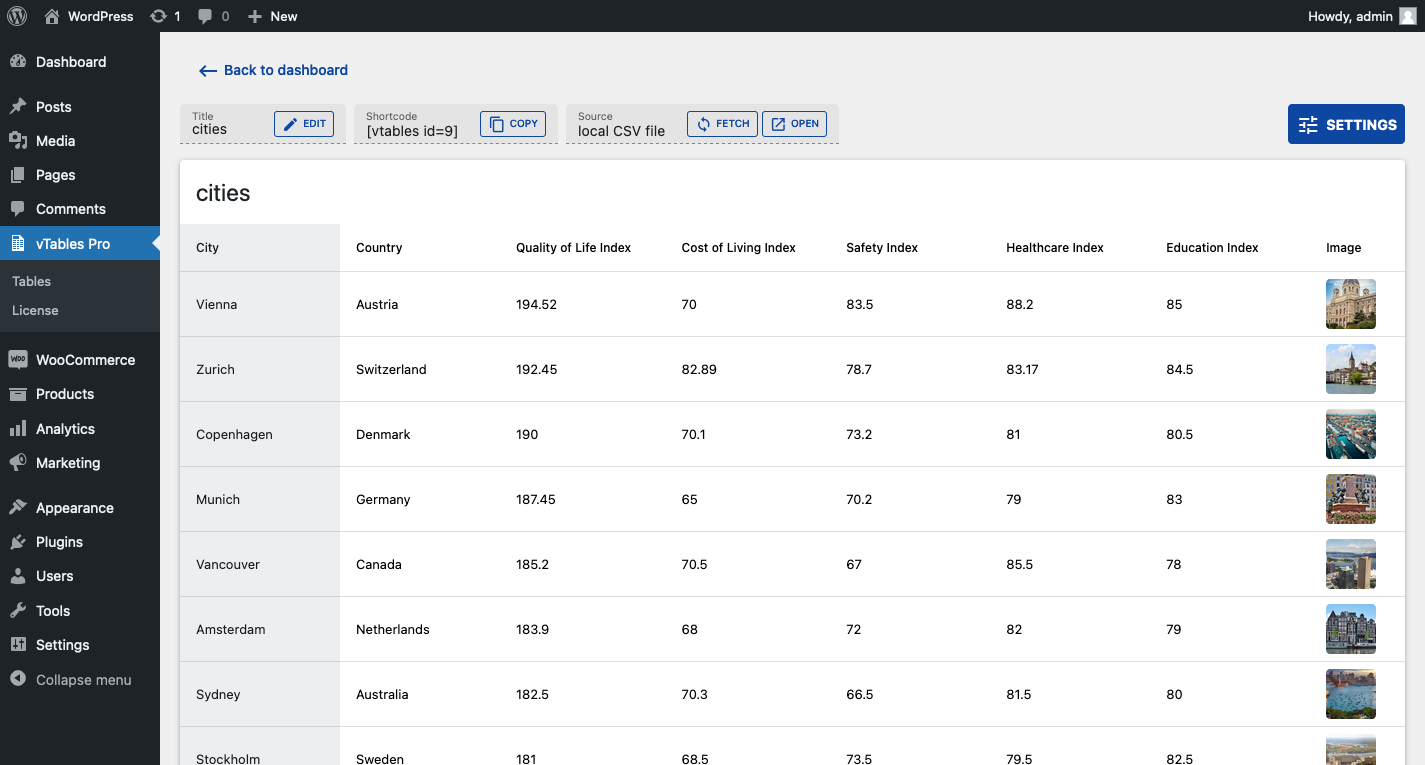 WordPress 1 0 New Howdy, admin
Dashboard
Posts
Media
Pages
Comments
vTables Pro
Tables
License
WooCommerce
Products
Analytics
Marketing
Appearance
Plugins
Users
Tools
Settings
Collapse menu
Back to dashboard
Title
cities
EDIT
Shortcode
[vtables id=9]
COPY
Source
local CSV file
FETCH
OPEN
SETTINGS
cities
City Country Quality of Life Index Cost of Living Index Safety Index Healthcare Index Education Index Image
Vienna Austria 194.52 70 83.5 88.2 85
Zurich Switzerland 192.45 82.89 78.7 83.17 84.5
Copenhagen Denmark 190 70.1 73.2 81 80.5
Munich Germany 187.45 65 70.2 79 83
Vancouver Canada 185.2 70.5 67 85.5 78
Amsterdam Netherlands 183.9 68 72 82 79
Sydney Australia 182.5 70.3 66.5 81.5 80
Stockholm Sweden 181 68.5 73.5 79.5 82.5